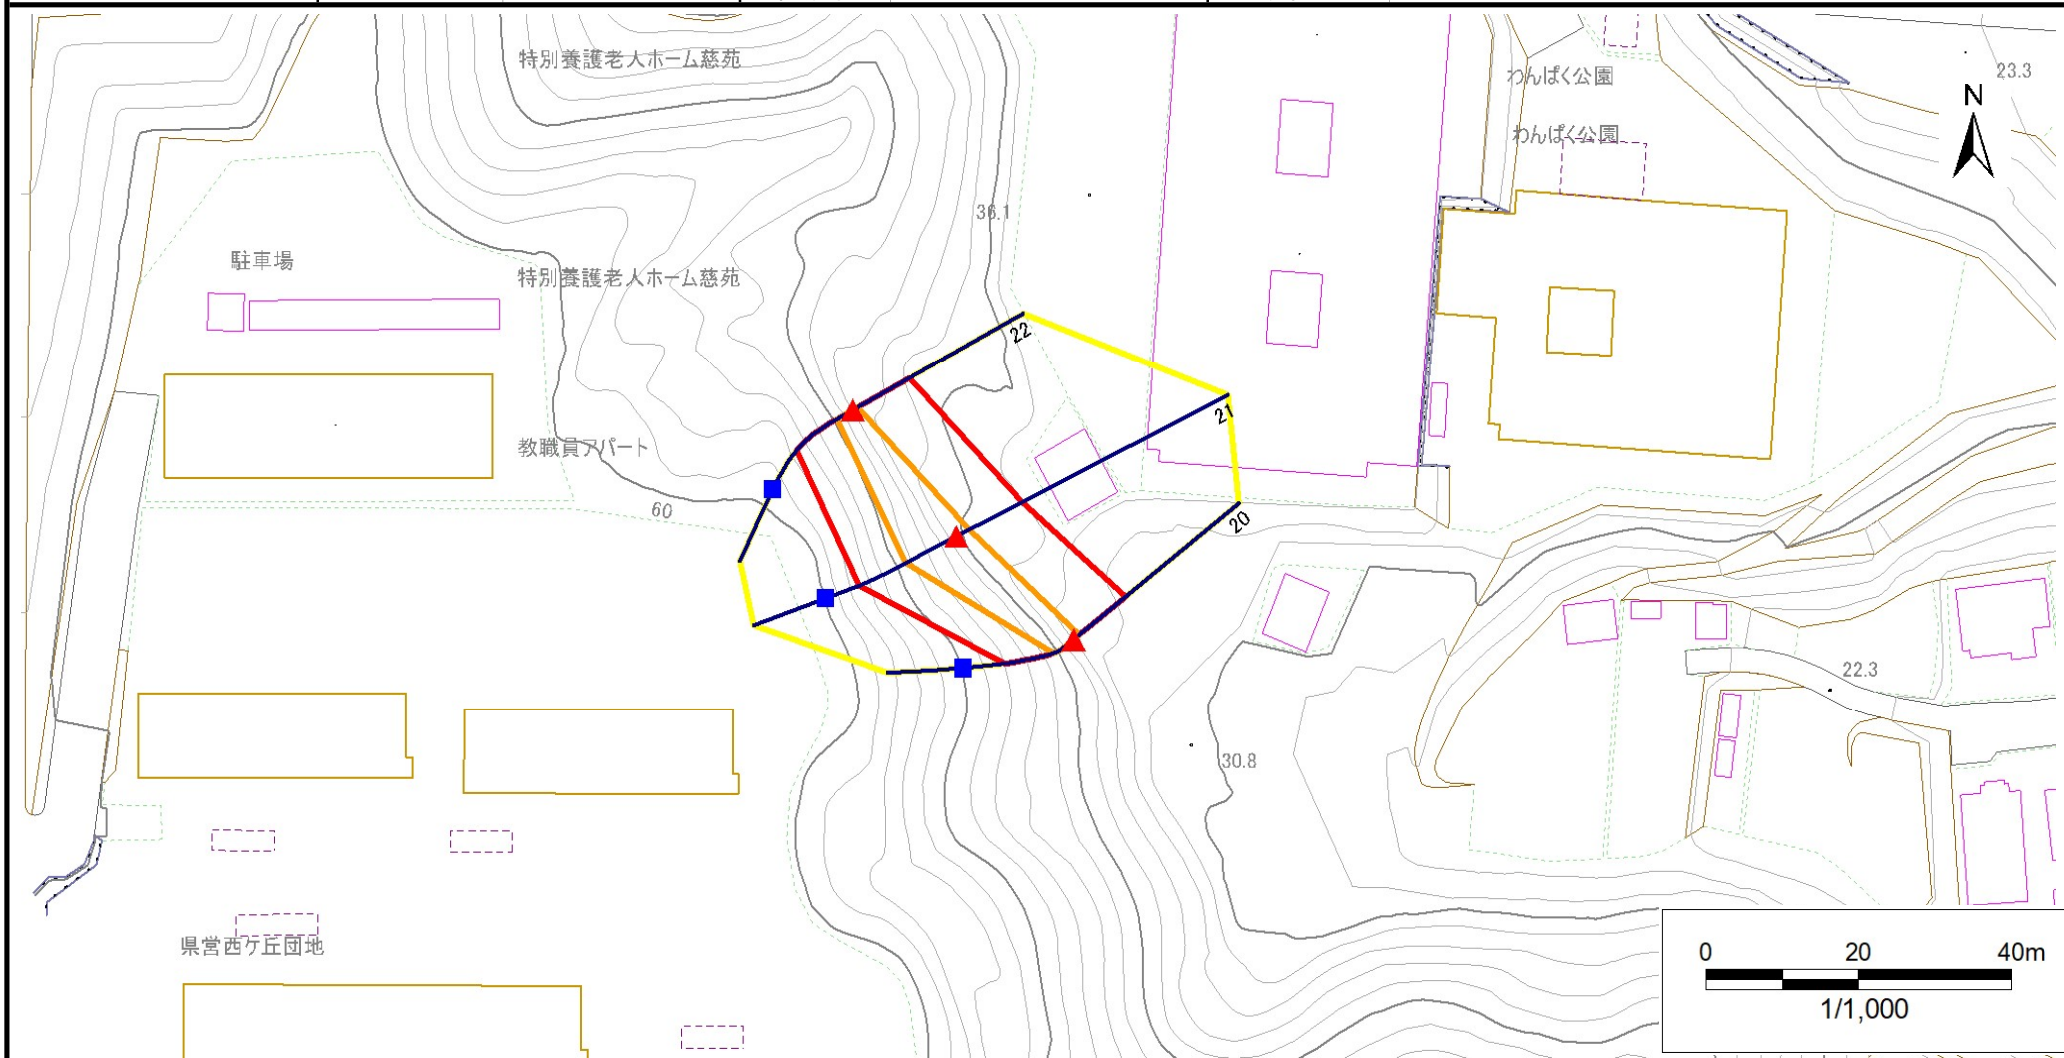 特別養護老人ホーム慈苑
わんぱく公園
23.3
N
わんぱく公園
36.1
駐車場
特別養護老人ホーム慈苑
22
21
教職員アパート
60
20
22.3
30.8
県営西ケ丘団地
0 20 40m
1/1,000